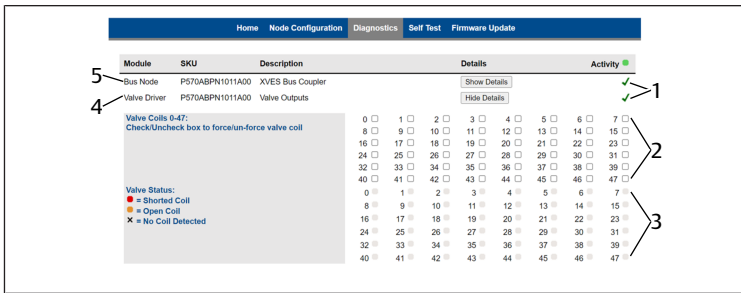 Home Node Configuration Diagnostics Self Test Firmware Update
Module SKU Description Details Activity
5 Bus Node P570ABPN1011A00 XVES Bus Coupler Show Details 1
4 Valve Driver P570ABPN1011A00 Valve Outputs Hide Details
Valve Coils 0-47: 0 1 2 3 4 5 6 7
Check/Uncheck box to force/un-force valve coil 8 9 10 11 12 13 14 15
16 17 18 19 20 21 22 23 2
24 25 26 27 28 29 30 31
32 33 34 35 36 37 38 39
40 41 42 43 44 45 46 47
Valve Status: 0 1 2 3 4 5 6 7
= Shorted Coil 8 9 10 11 12 13 14 15
= Open Coil 16 17 18 19 20 21 22 23 3
× = No Coil Detected 24 25 26 27 28 29 30 31
32 33 34 35 36 37 38 39
40 41 42 43 44 45 46 47